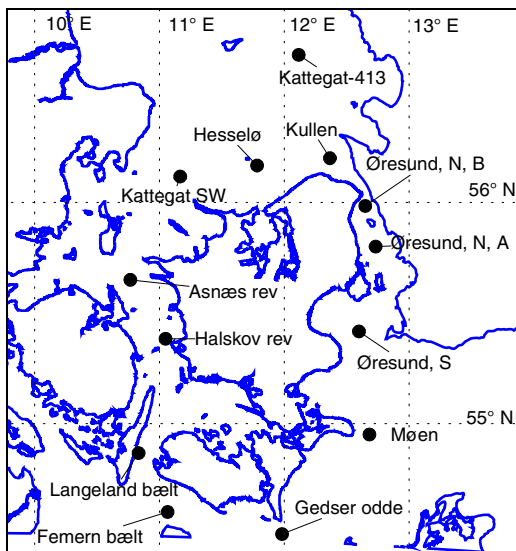 10° E 11° E 12° E 13° E
Kattegat-413
Kullen
Hesselø
Øresund, N, B
Kattegat SW
56° N
Øresund, N, A
Asnæs rev
Halskov rev
Øresund, S
55° N
Møen
Langeland bælt
Gedser odde
Femern bælt